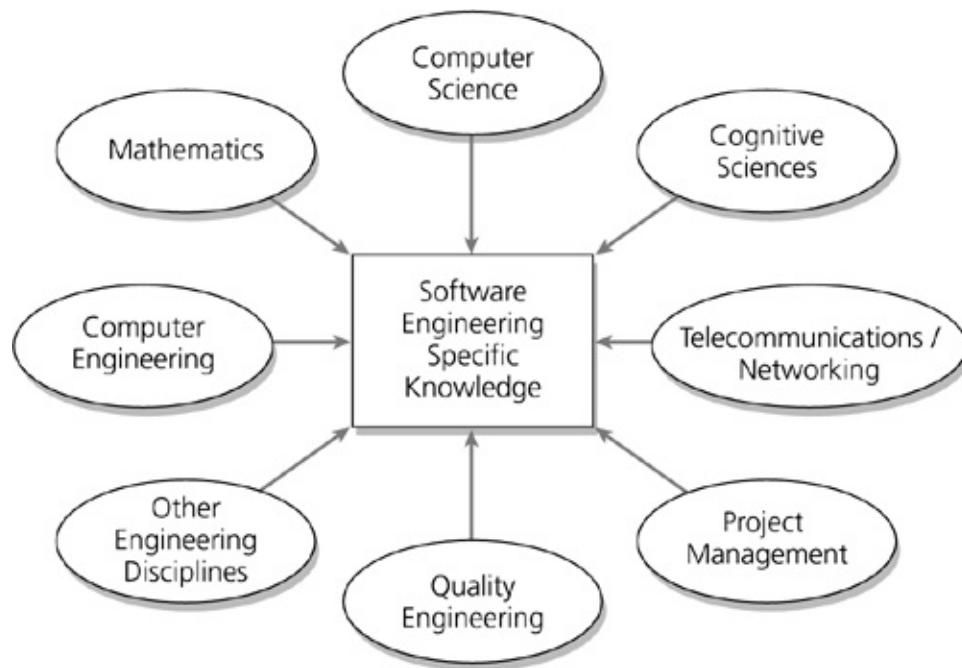 Computer
Science
Mathematics
Cognitive
Sciences
Software
Engineering
Specific
Knowledge
Computer
Engineering
Telecommunications /
Networking
Other
Engineering
Disciplines
Quality
Engineering
Project
Management